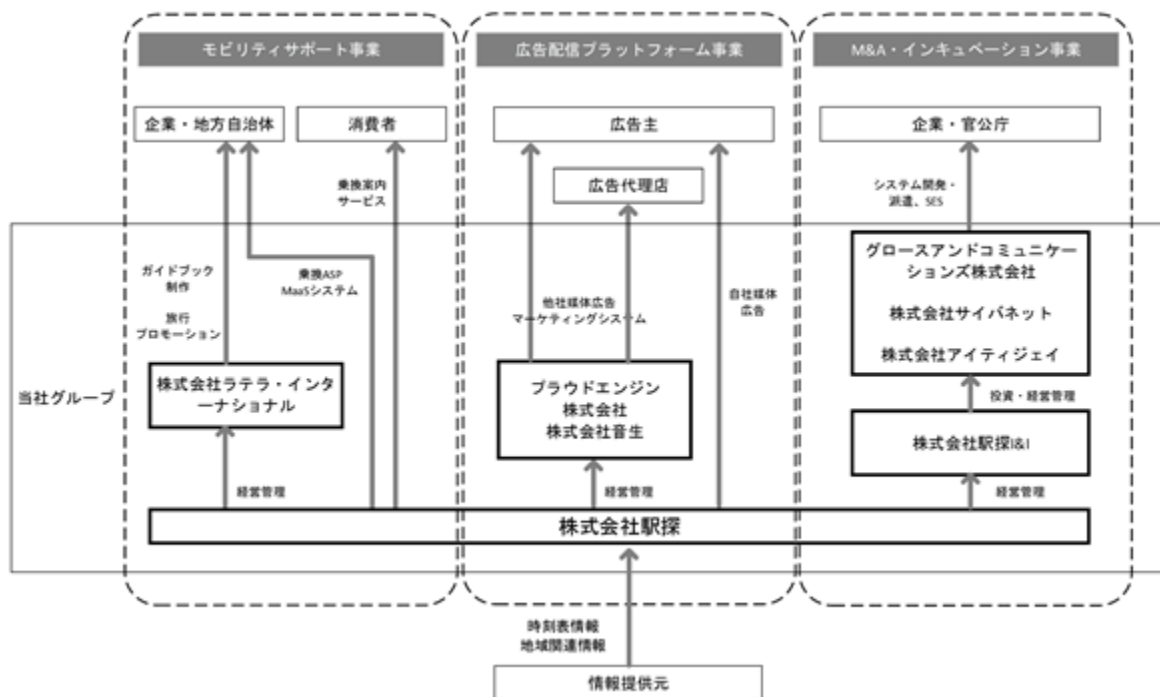 モビリティサポート事業
広告配信プラットフォーム事業
M&A・インキュベーション事業
企業・地方自治体
消費者
広告主
企業・官公庁
乗換案内
サービス
広告代理店
システム開発・
派遣、SES
ガイドブック
制作
旅行
プロモーション
乗換ASP
MaaSシステム
他社媒体広告
マーケティングシステム
自社媒体
広告
グロースアンドコミュニケー
ションズ株式会社
株式会社サイバネット
株式会社アイティジェイ
当社グループ
株式会社ラテラ・インタ
ーナショナル
プラウドエンジン
株式会社
株式会社音生
投資・経営管理
株式会社駅探I&I
経営管理
経営管理
経営管理
株式会社駅探
時刻表情報
地域関連情報
情報提供元